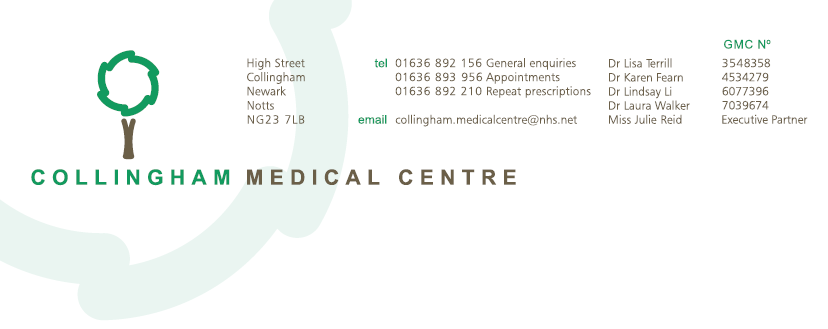 GMC Nº
High Street tel 01636 892 156 General enquiries Dr Lisa Terrill 3548358
Collingham 01636 893 956 Appointments Dr Karen Fearn 4534279
Newark 01636 892 210 Repeat prescriptions Dr Lindsay Li 6077396
Notts Dr Laura Walker 7039674
NG23 7LB email collingham.medicalcentre@nhs.net Miss Julie Reid Executive Partner
COLLINGHAM MEDICAL CENTRE